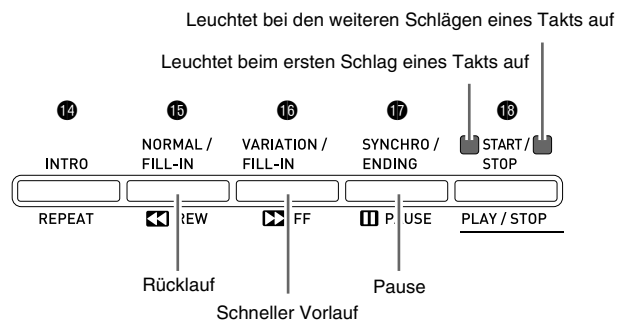 Leuchtet bei den weiteren Schlägen eines Takts auf
Leuchtet beim ersten Schlag eines Takts auf
⓮ ⓯ ⓰ ⓱ ⓲
INTRO
NORMAL /
FILL-IN
VARIATION /
FILL-IN
SYNCHRO /
ENDING
START /
STOP
REPEAT
REW
FF
PAUSE
PLAY / STOP
Rücklauf
Schneller Vorlauf
Pause